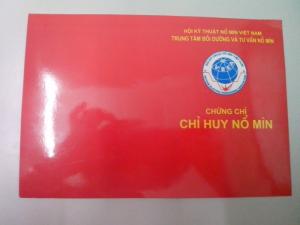 HỘI KỸ THUẬT NỔ MÌN VIỆT NAM
TRUNG TÂM BỒI DƯỠNG VÀ TƯ VẤN NỔ MÌN
CHỨNG CHỈ
CHỈ HUY NỔ MÌN